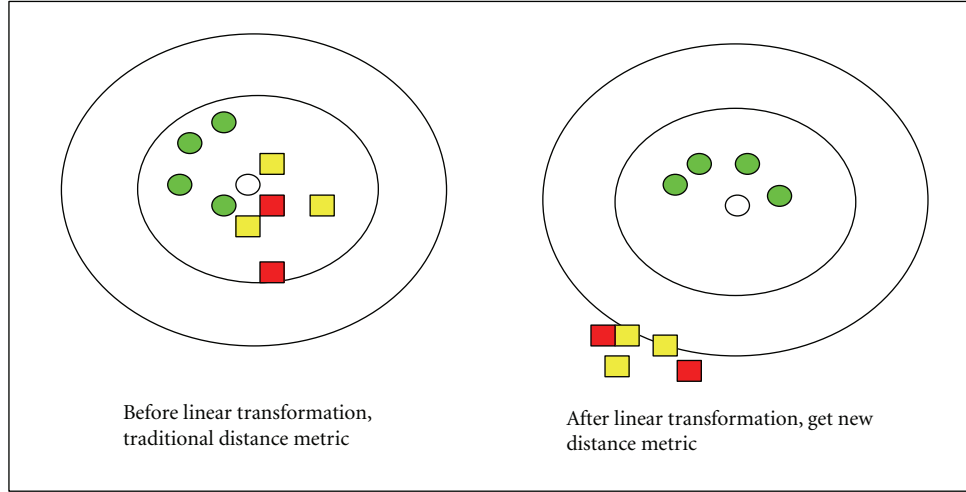 Before linear transformation,
traditional distance metric
After linear transformation, get new
distance metric